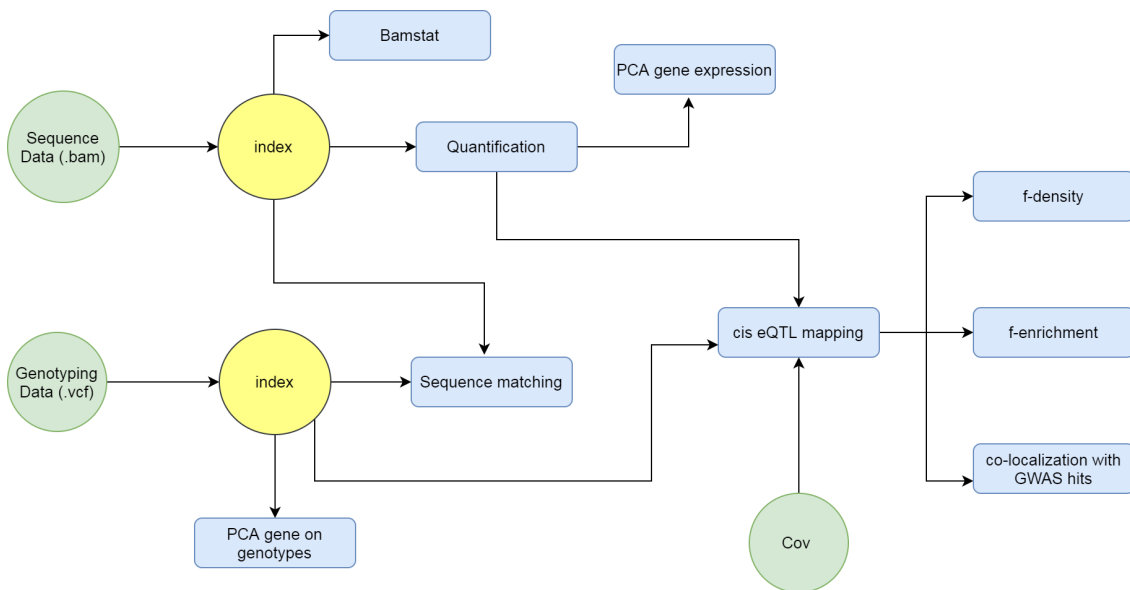 Bamstat
PCA gene expression
Sequence
Data (.bam)
index
Quantification
f-density
cis eQTL mapping
f-enrichment
Genotyping
Data (.vcf)
index
Sequence matching
co-localization with
GWAS hits
PCA gene on
genotypes
Cov